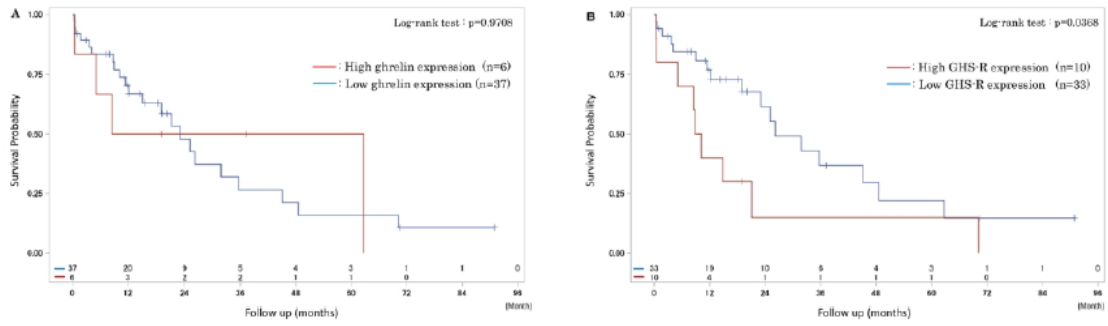 A
Log-rank test : p=0.9708
: High ghrelin expression (n=6)
: Low ghrelin expression (n=37)
Survival Probability
1.00
0.75
0.50
0.25
0.00
37 20 9 5 4 3 1 1 0
6 3 2 2 1 1 0
0 12 24 36 48 60 72 84 96
(Month)
Follow up (months)
B
Log-rank test : p=0.0368
: High GHS-R expression (n=10)
: Low GHS-R expression (n=33)
Survival Probability
1.00
0.75
0.50
0.25
0.00
33 19 10 6 4 3 1 1 0
10 4 1 1 1 1 0
0 12 24 36 48 60 72 84 96
(Month)
Follow up (months)